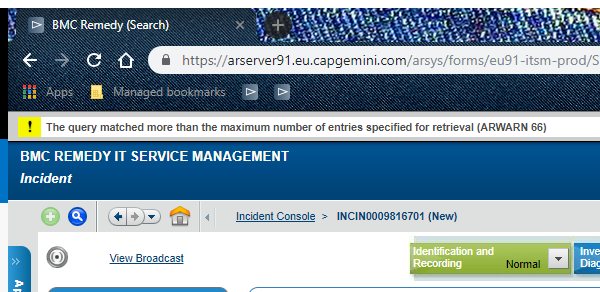 BMC Remedy (Search)
https://arserver91.eu.capgemini.com/arsys/forms/eu91-itsm-prod/S
Apps Managed bookmarks
The query matched more than the maximum number of entries specified for retrieval (ARWARN 66)
BMC REMEDY IT SERVICE MANAGEMENT
Incident
Incident Console > INCIN0009816701 (New)
View Broadcast
Identification and
Recording Normal
Inve
Diag